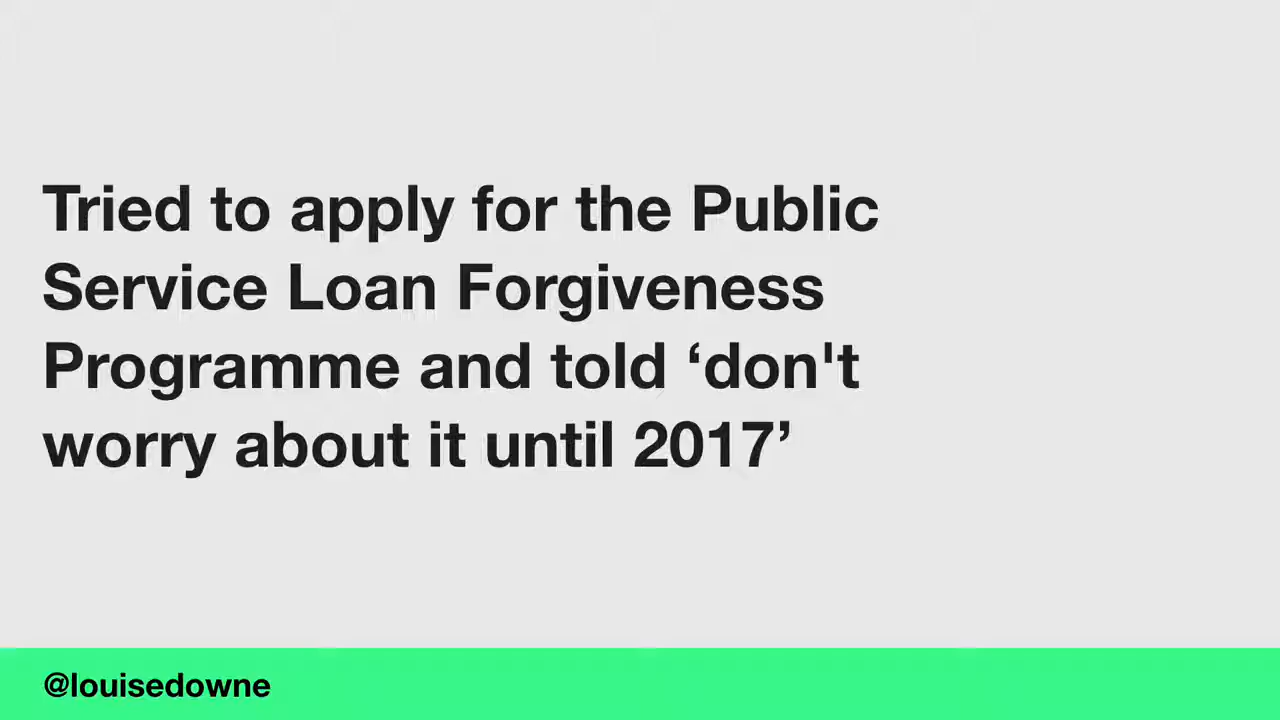 Tried to apply for the Public
Service Loan Forgiveness
Programme and told ‘don't
worry about it until 2017’
@louisedowne